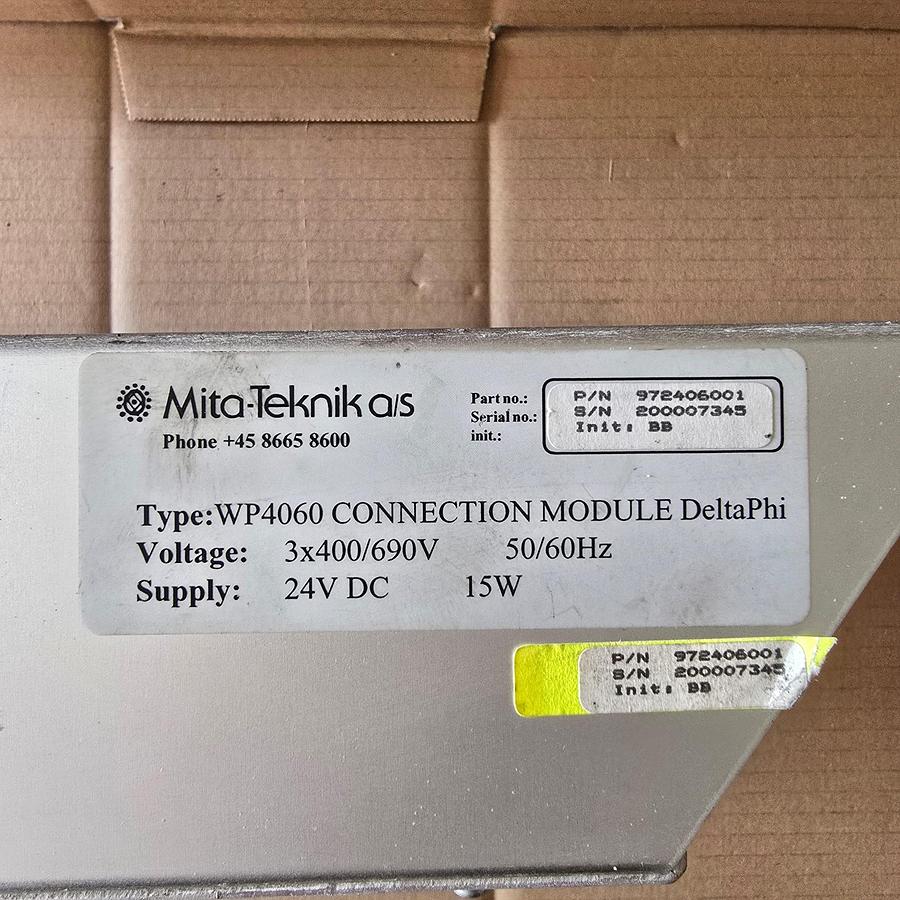 Mita-Teknik a/s
Phone +45 8665 8600
Part no.: P/N 972406001
Serial no.: S/N 200007345
init.: Init: BB
Type:WP4060 CONNECTION MODULE DeltaPhi
Voltage: 3x400/690V 50/60Hz
Supply: 24V DC 15W
P/N 972406001
S/N 200007345
Init: BB